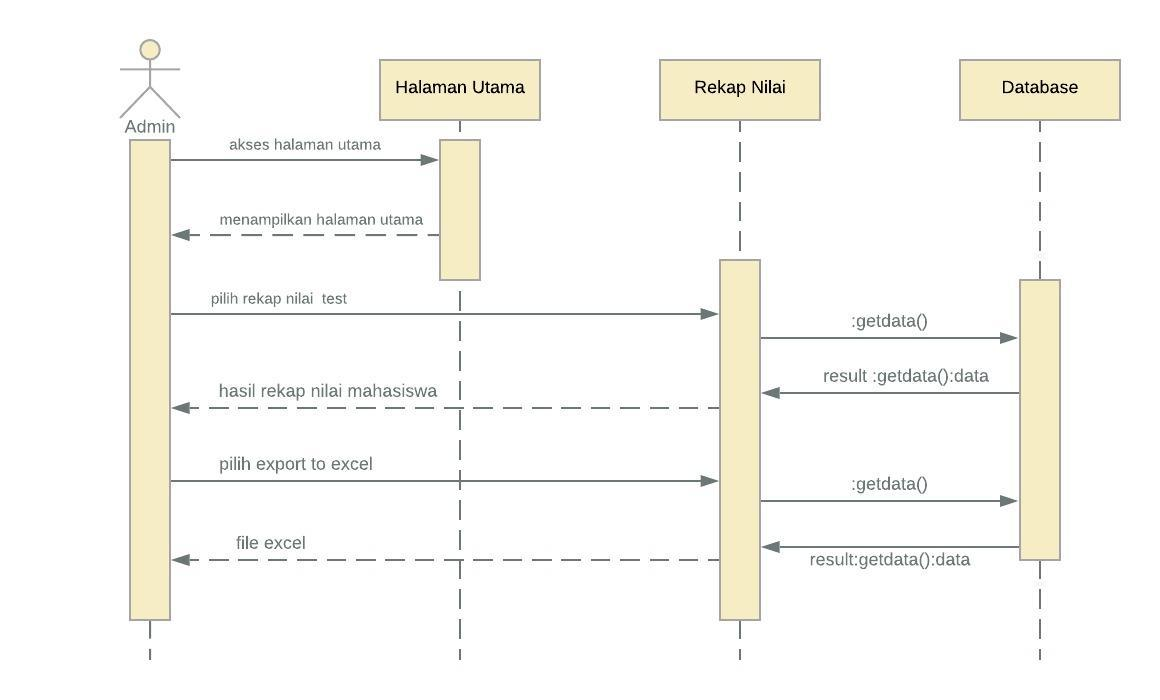 Halaman Utama
Rekap Nilai
Database
Admin
akses halaman utama
menampilkan halaman utama
pilih rekap nilai  test
:getdata()
result :getdata():data
hasil rekap nilai mahasiswa
pilih export to excel
:getdata()
file excel
result:getdata():data